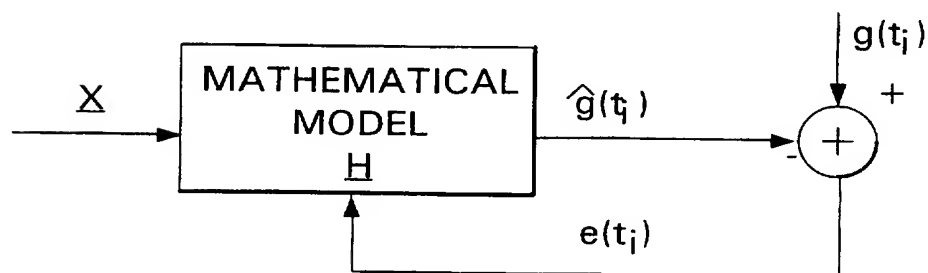 g(tᵢ)
MATHEMATICAL
MODEL
H
X
ĝ(tᵢ)
+
-
+
e(tᵢ)